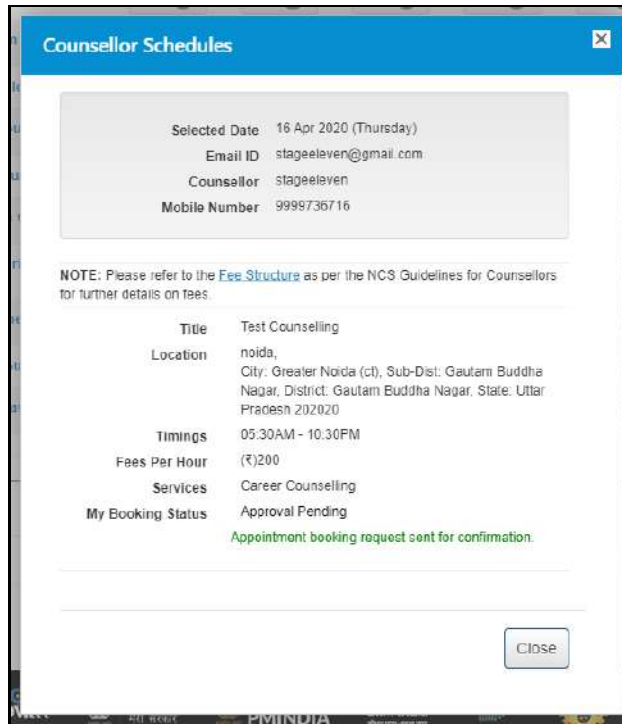 Counsellor Schedules
Selected Date 16 Apr 2020 (Thursday)
Email ID stageeleven@gmail.com
Counsellor stageeleven
Mobile Number 9999736716
NOTE: Please refer to the Fee Structure as per the NCS Guidelines for Counsellors
for further details on fees.
Title Test Counselling
Location noida,
City: Greater Noida (ct), Sub-Dist: Gautam Buddha
Nagar, District: Gautam Buddha Nagar, State: Uttar
Pradesh 202020
Timings 05:30AM - 10:30PM
Fees Per Hour (₹)200
Services Career Counselling
My Booking Status Approval Pending
Appointment booking request sent for confirmation.
Close
PMINDIA